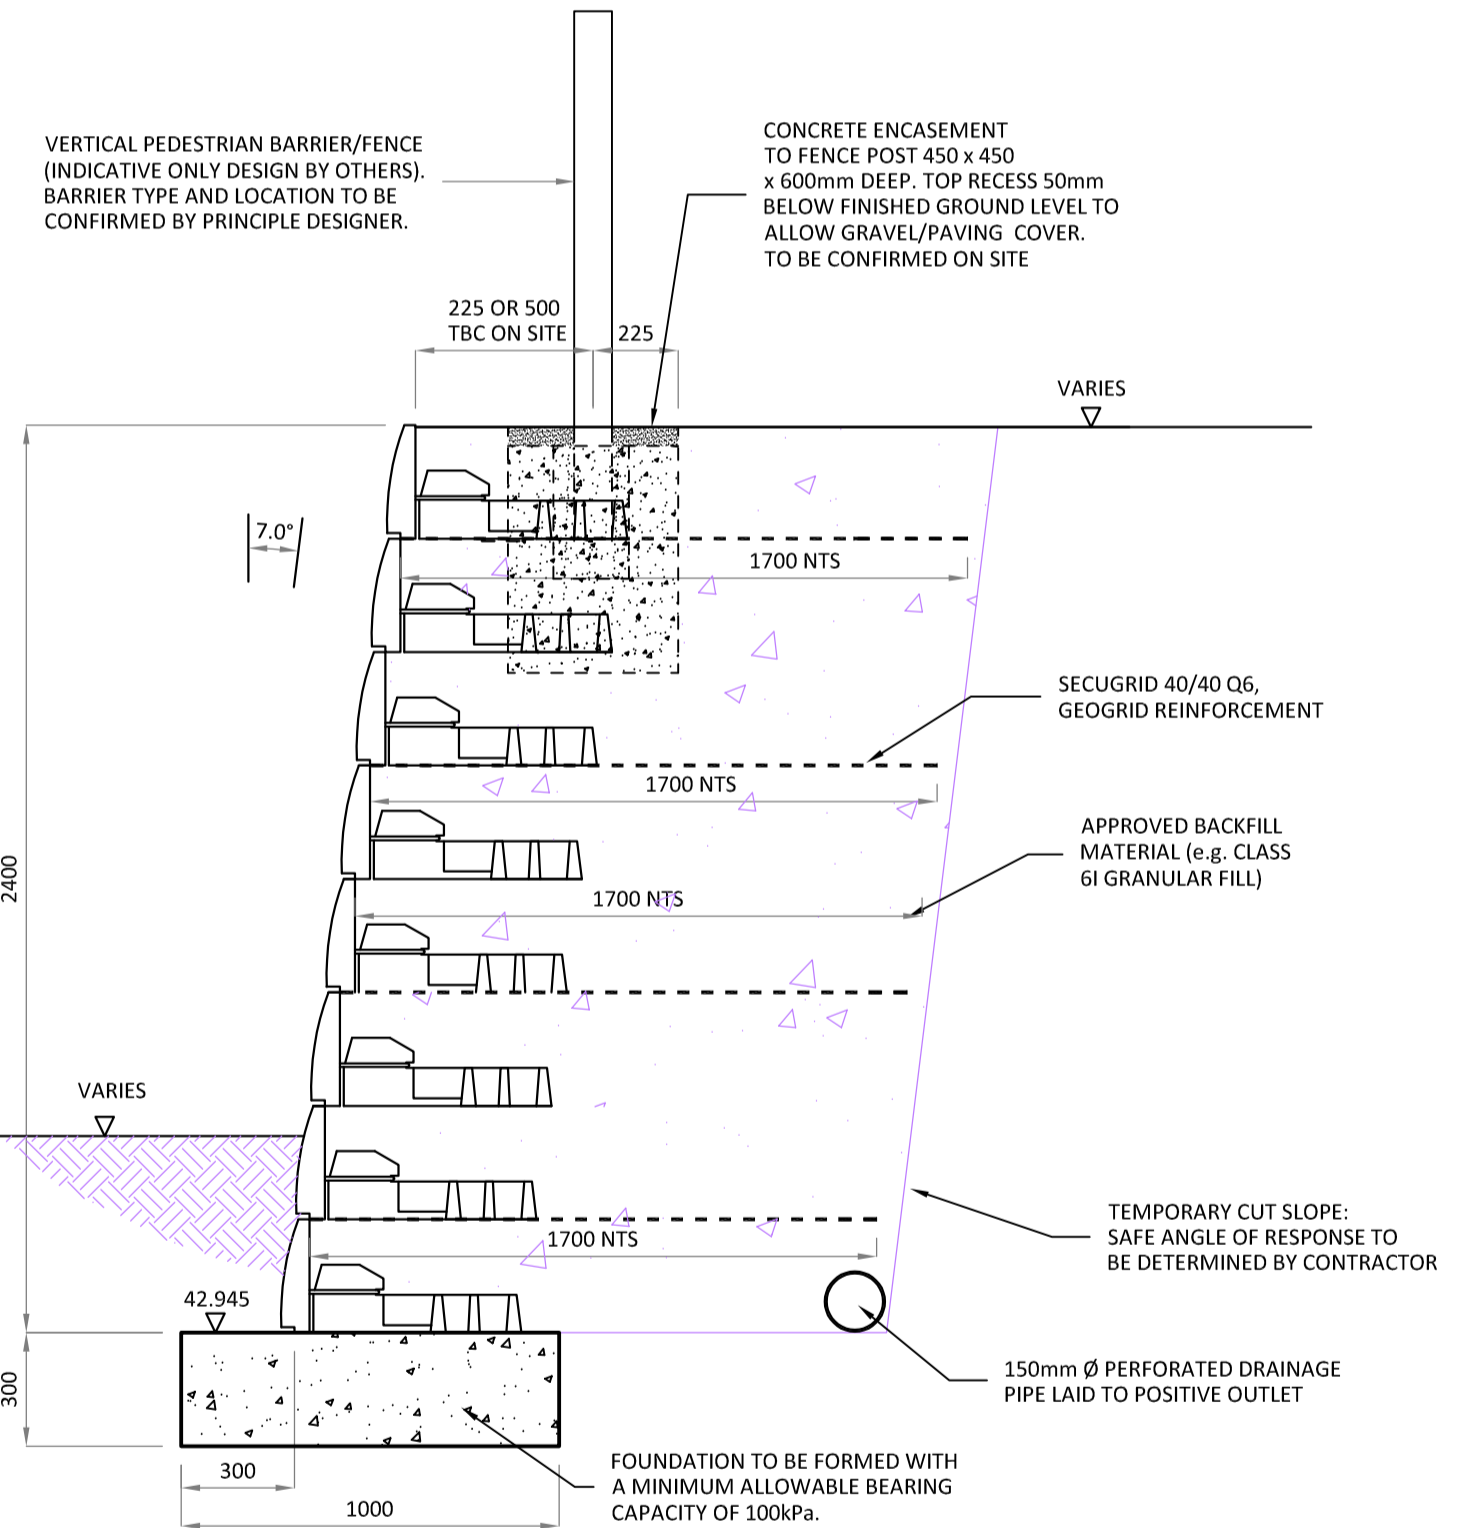 VERTICAL PEDESTRIAN BARRIER/FENCE
(INDICATIVE ONLY DESIGN BY OTHERS).
BARRIER TYPE AND LOCATION TO BE
CONFIRMED BY PRINCIPLE DESIGNER.
CONCRETE ENCASEMENT
TO FENCE POST 450 x 450
x 600mm DEEP. TOP RECESS 50mm
BELOW FINISHED GROUND LEVEL TO
ALLOW GRAVEL/PAVING COVER.
TO BE CONFIRMED ON SITE
225 OR 500
TBC ON SITE
225
VARIES
7.0°
1700 NTS
SECUGRID 40/40 Q6,
GEOGRID REINFORCEMENT
1700 NTS
APPROVED BACKFILL
MATERIAL (e.g. CLASS
6I GRANULAR FILL)
2400
1700 NTS
VARIES
TEMPORARY CUT SLOPE:
SAFE ANGLE OF RESPONSE TO
BE DETERMINED BY CONTRACTOR
1700 NTS
42.945
150mm Ø PERFORATED DRAINAGE
PIPE LAID TO POSITIVE OUTLET
300
FOUNDATION TO BE FORMED WITH
A MINIMUM ALLOWABLE BEARING
CAPACITY OF 100kPa.
300
1000